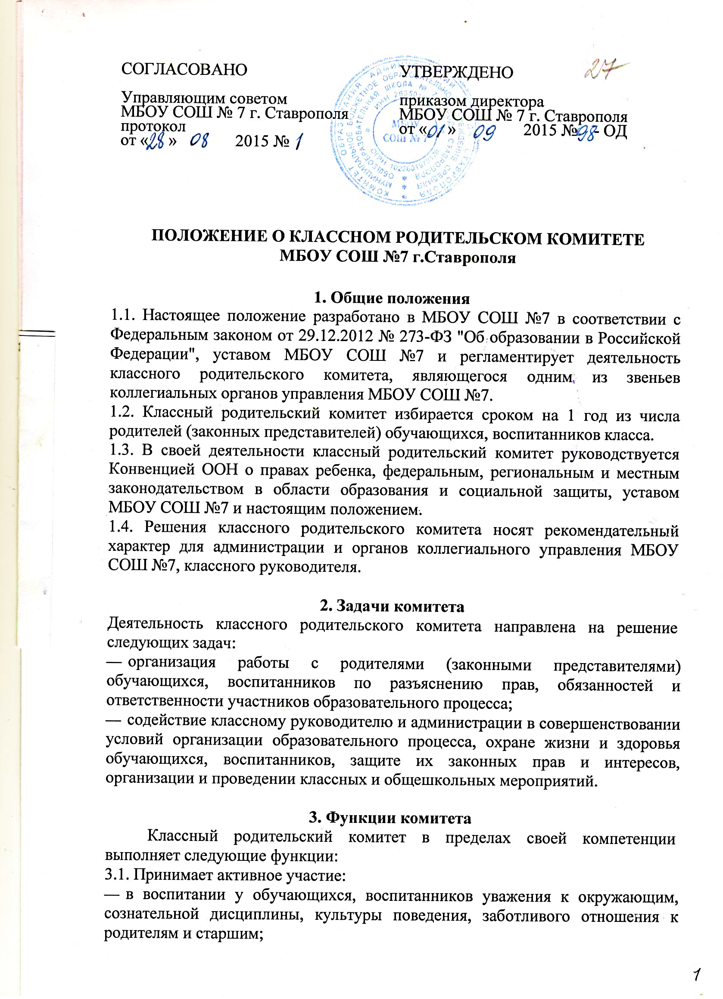 27
СОГЛАСОВАНО
Управляющим советом
МБОУ СОШ № 7 г. Ставрополя
протокол
от «28» 08 2015 № 1
УТВЕРЖДЕНО
приказом директора
МБОУ СОШ № 7 г. Ставрополя
от «01» 09 2015 №98- ОД
МБОУ
СОШ № 7
ПОЛОЖЕНИЕ О КЛАССНОМ РОДИТЕЛЬСКОМ КОМИТЕТЕ
МБОУ СОШ №7 г.Ставрополя
1. Общие положения
1.1. Настоящее положение разработано в МБОУ СОШ №7 в соответствии с
Федеральным законом от 29.12.2012 № 273-ФЗ "Об образовании в Российской
Федерации", уставом МБОУ СОШ №7 и регламентирует деятельность
классного родительского комитета, являющегося одним из звеньев
коллегиальных органов управления МБОУ СОШ №7.
1.2. Классный родительский комитет избирается сроком на 1 год из числа
родителей (законных представителей) обучающихся, воспитанников класса.
1.3. В своей деятельности классный родительский комитет руководствуется
Конвенцией ООН о правах ребенка, федеральным, региональным и местным
законодательством в области образования и социальной защиты, уставом
МБОУ СОШ №7 и настоящим положением.
1.4. Решения классного родительского комитета носят рекомендательный
характер для администрации и органов коллегиального управления МБОУ
СОШ №7, классного руководителя.
2. Задачи комитета
Деятельность классного родительского комитета направлена на решение
следующих задач:
— организация работы с родителями (законными представителями)
обучающихся, воспитанников по разъяснению прав, обязанностей и
ответственности участников образовательного процесса;
— содействие классному руководителю и администрации в совершенствовании
условий организации образовательного процесса, охране жизни и здоровья
обучающихся, воспитанников, защите их законных прав и интересов,
организации и проведении классных и общешкольных мероприятий.
3. Функции комитета
Классный родительский комитет в пределах своей компетенции
выполняет следующие функции:
3.1. Принимает активное участие:
— в воспитании у обучающихся, воспитанников уважения к окружающим,
сознательной дисциплины, культуры поведения, заботливого отношения к
родителям и старшим;
1